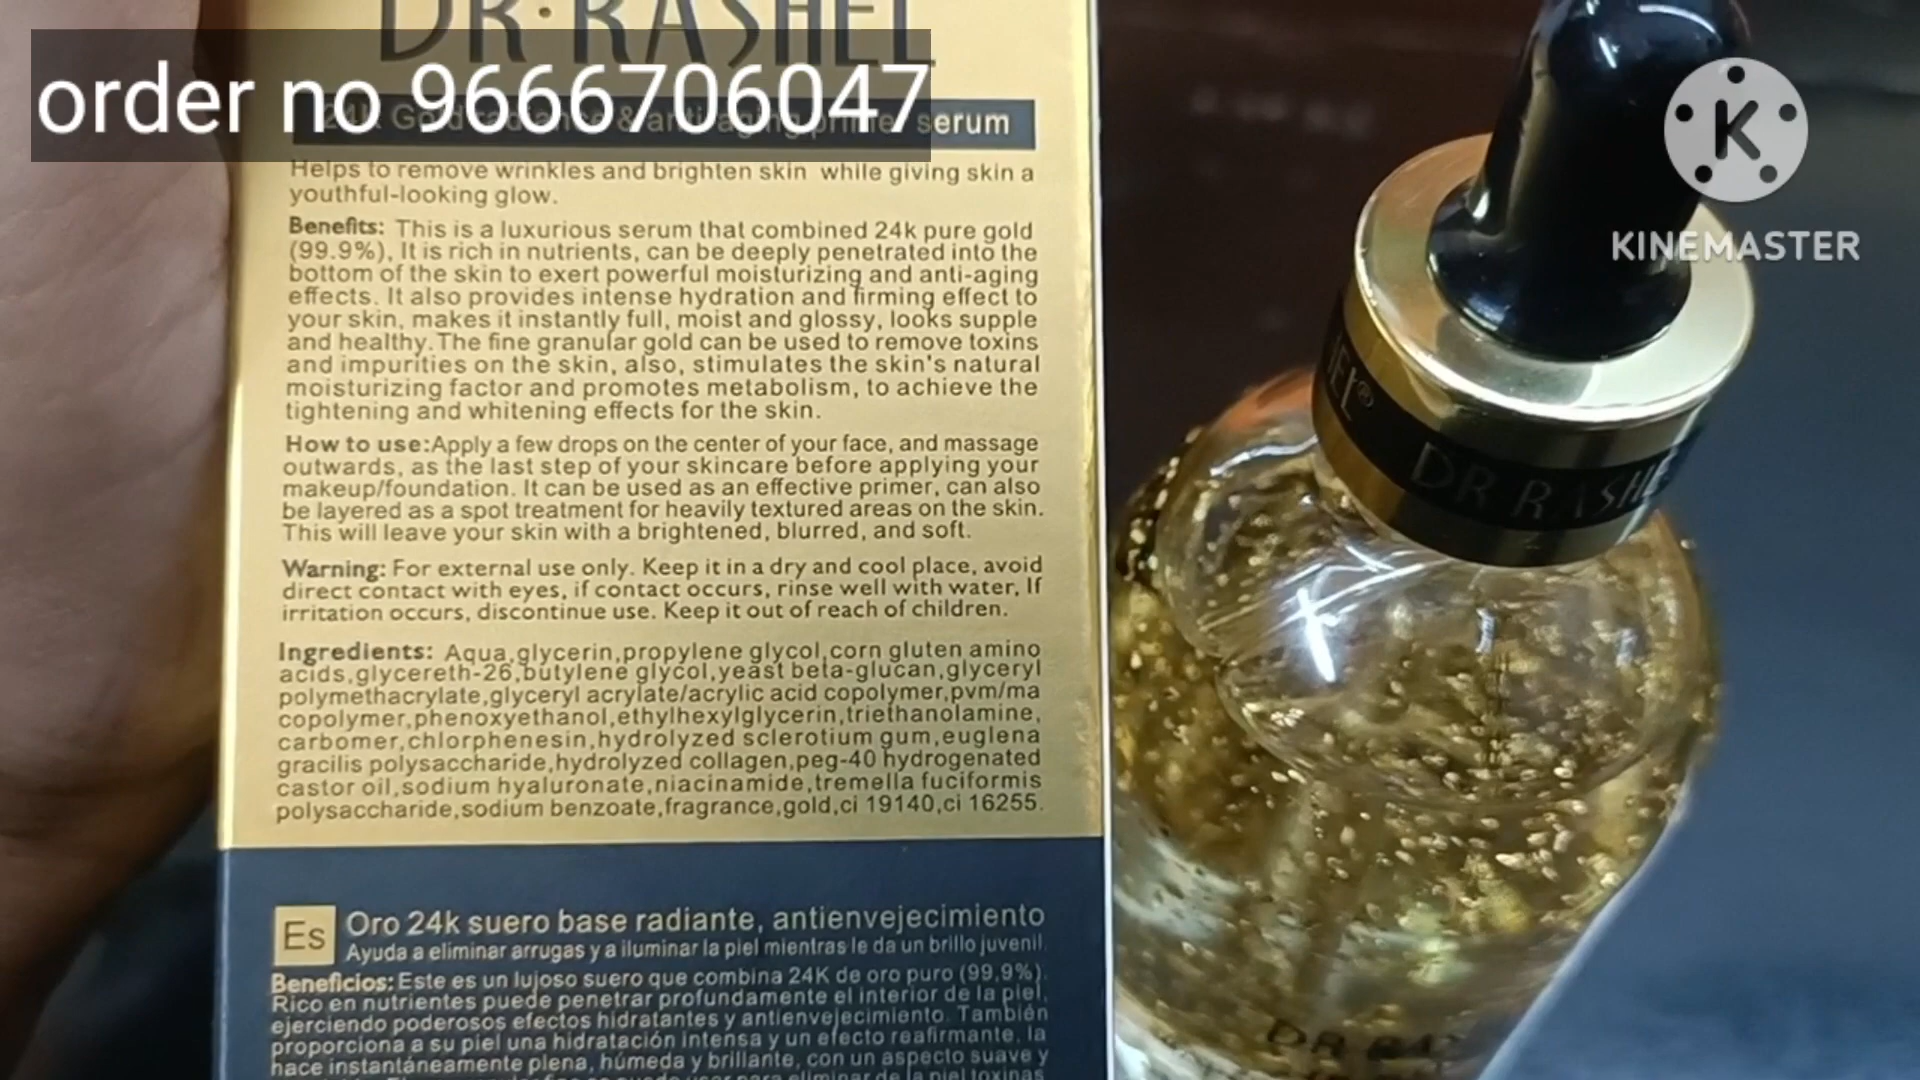 DR·RASHEL
order no 9666706047
24K Gold radiance & anti-aging primer serum
Helps to remove wrinkles and brighten skin while giving skin a
youthful-looking glow.
Benefits: This is a luxurious serum that combined 24k pure gold
(99.9%), It is rich in nutrients, can be deeply penetrated into the
bottom of the skin to exert powerful moisturizing and anti-aging
effects. It also provides intense hydration and firming effect to
your skin, makes it instantly full, moist and glossy, looks supple
and healthy. The fine granular gold can be used to remove toxins
and impurities on the skin, also, stimulates the skin's natural
moisturizing factor and promotes metabolism, to achieve the
tightening and whitening effects for the skin.
How to use:Apply a few drops on the center of your face, and massage
outwards, as the last step of your skincare before applying your
makeup/foundation. It can be used as an effective primer, can also
be layered as a spot treatment for heavily textured areas on the skin.
This will leave your skin with a brightened, blurred, and soft.
Warning: For external use only. Keep it in a dry and cool place, avoid
direct contact with eyes, if contact occurs, rinse well with water, If
irritation occurs, discontinue use. Keep it out of reach of children.
Ingredients: Aqua,glycerin,propylene glycol,corn gluten amino
acids,glycereth-26,butylene glycol,yeast beta-glucan,glyceryl
polymethacrylate,glyceryl acrylate/acrylic acid copolymer,pvm/ma
copolymer,phenoxyethanol,ethylhexylglycerin,triethanolamine,
carbomer,chlorphenesin,hydrolyzed sclerotium gum,euglena
gracilis polysaccharide,hydrolyzed collagen,peg-40 hydrogenated
castor oil,sodium hyaluronate,niacinamide,tremella fuciformis
polysaccharide,sodium benzoate,fragrance,gold,ci 19140,ci 16255.
Es
Oro 24k suero base radiante, antienvejecimiento
Ayuda a eliminar arrugas y a iluminar la piel mientras le da un brillo juvenil.
Beneficios: Este es un lujoso suero que combina 24K de oro puro (99,9%).
Rico en nutrientes puede penetrar profundamente el interior de la piel,
ejerciendo poderosos efectos hidratantes y antienvejecimiento. También
proporciona a su piel una hidratación intensa y un efecto reafirmante, la
hace instantáneamente plena, húmeda y brillante, con un aspecto suave y
K
KINEMASTER
DR RASHEL